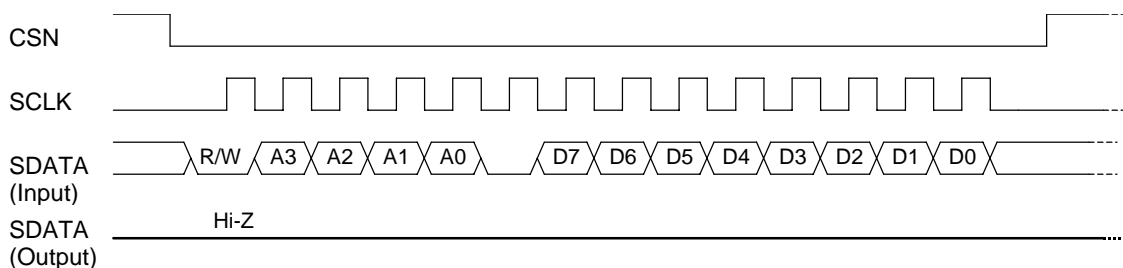 CSN
SCLK
SDATA
(Input)
R/W A3 A2 A1 A0 D7 D6 D5 D4 D3 D2 D1 D0
SDATA
(Output)
Hi-Z